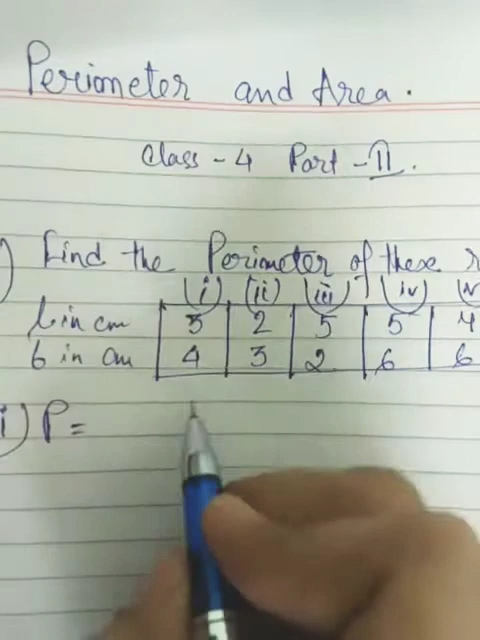 Perimeter and Area.
Class - 4 Part - II.
) Find the Perimeter of these
(i) (ii) (iii) (iv)
l in cm 3 2 5 5 4
b in cm 4 3 2 6 6
i) P =